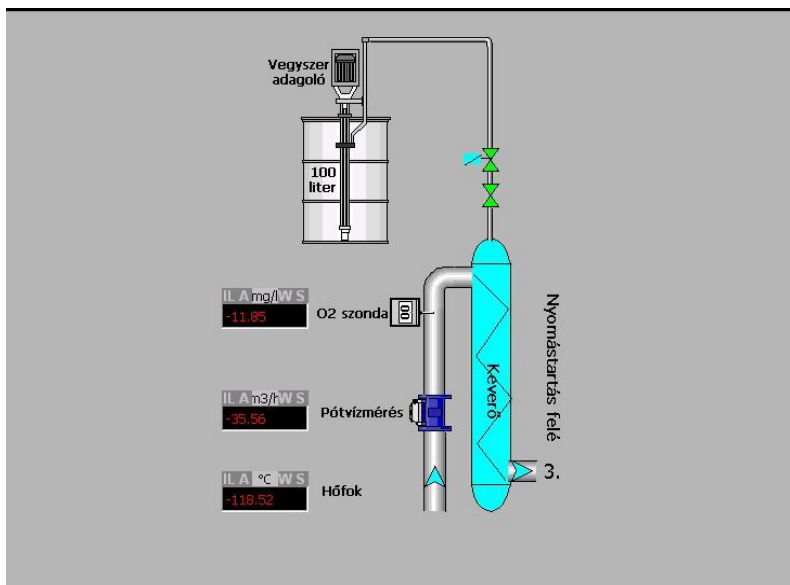 Vegyszer
adagoló
100
liter
IL A mg/l W S
-11.85
O2 szonda
IL A m3/h W S
-35.56
Pótvízmérés
IL A °C W S
-118.52
Hőfok
Keverő
Nyomástartás felé
3.